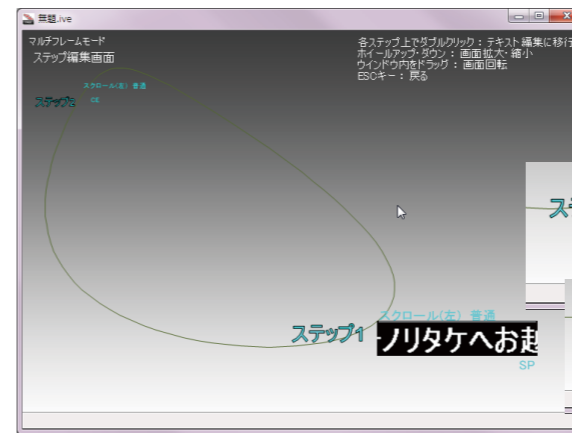 無題.ive
マルチフレームモード
ステップ編集画面
各ステップ上でダブルクリック：テキスト編集に移行
ホイールアップ・ダウン：画面拡大・縮小
ウインドウ内をドラッグ：画面回転
ESCキー：戻る
スクロール(左) 普通
ステップ2
CE
ステ
スクロール(左) 普通
ステップ1
ノリタケへお越
SP